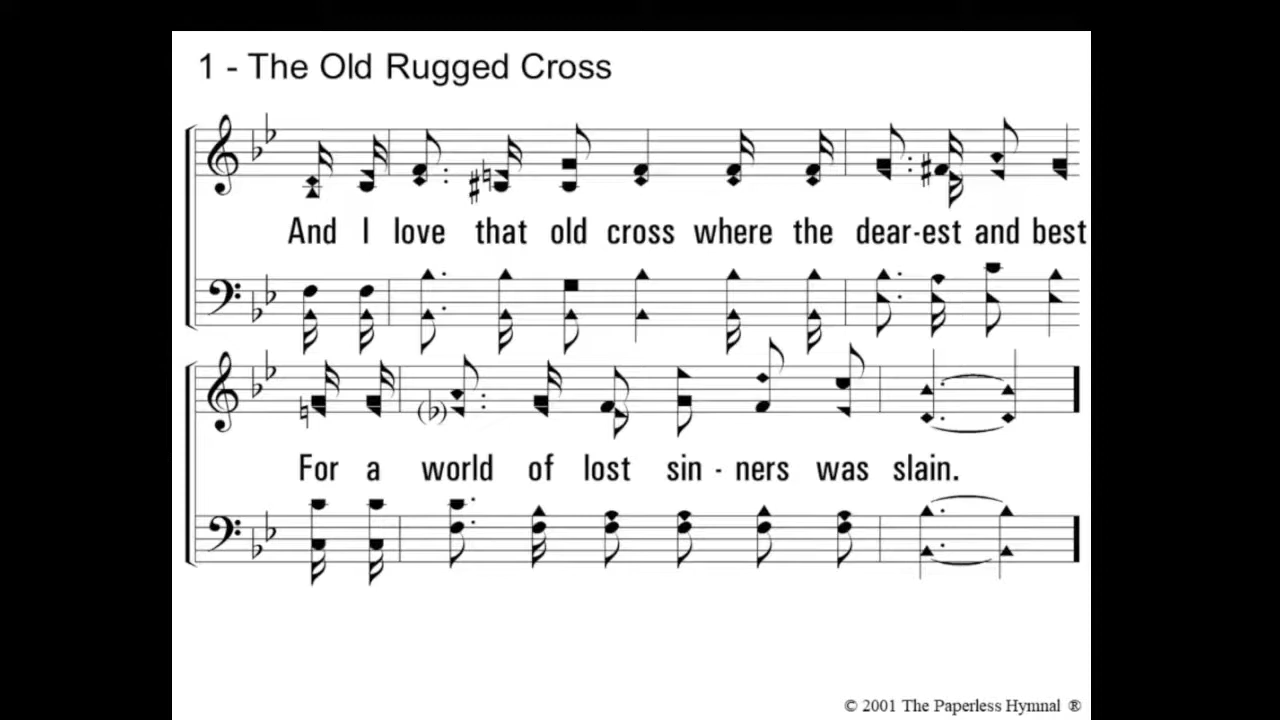 1 - The Old Rugged Cross
And I love that old cross where the dear-est and best
For a world of lost sin - ners was slain.
© 2001 The Paperless Hymnal ®